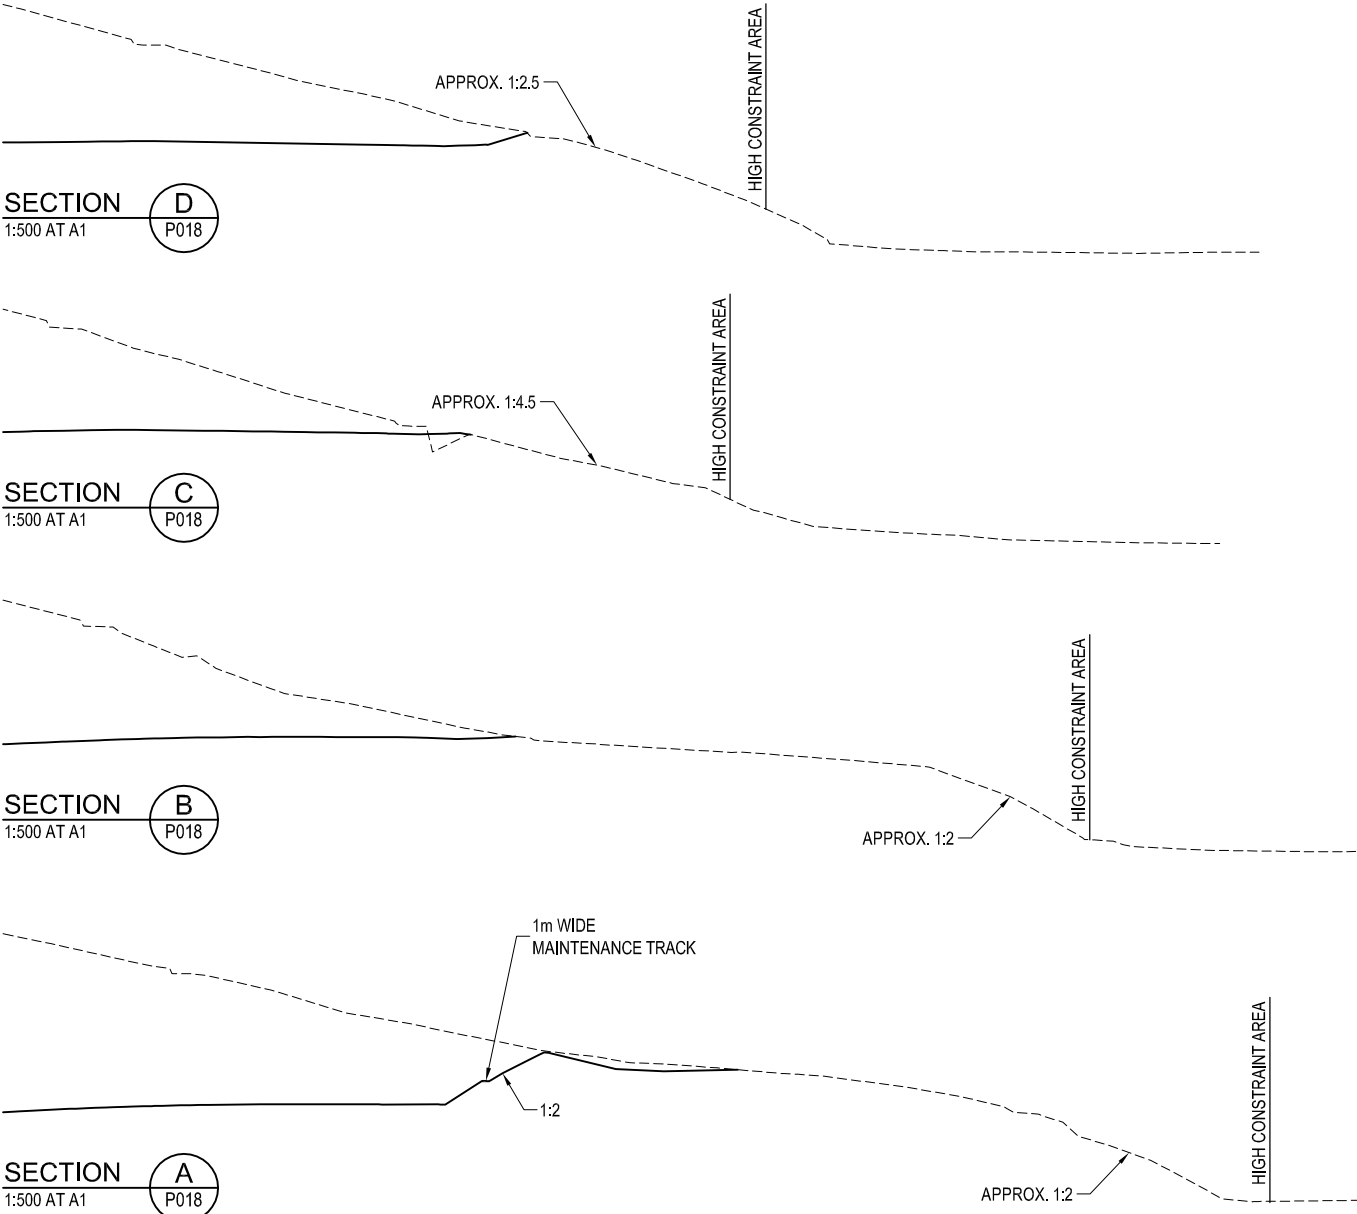 APPROX. 1:2.5
HIGH CONSTRAINT AREA
SECTION
1:500 AT A1
D
P018
APPROX. 1:4.5
HIGH CONSTRAINT AREA
SECTION
1:500 AT A1
C
P018
HIGH CONSTRAINT AREA
SECTION
1:500 AT A1
B
P018
APPROX. 1:2
1m WIDE
MAINTENANCE TRACK
HIGH CONSTRAINT AREA
1:2
SECTION
1:500 AT A1
A
P018
APPROX. 1:2